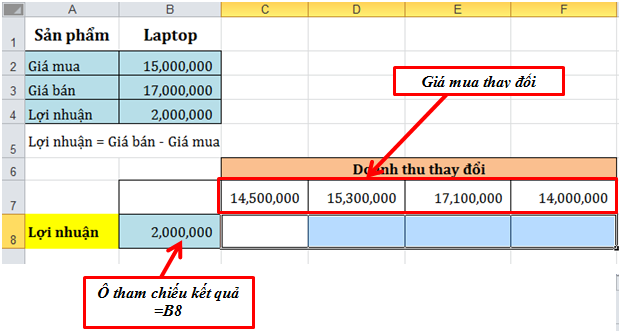 A B C D E F
1 Sản phẩm Laptop
2 Giá mua 15,000,000
3 Giá bán 17,000,000
Giá mua thay đổi
4 Lợi nhuận 2,000,000
5 Lợi nhuận = Giá bán - Giá mua
6 Doanh thu thay đổi
7 14,500,000 15,300,000 17,100,000 14,000,000
8 Lợi nhuận 2,000,000
Ô tham chiếu kết quả
=B8